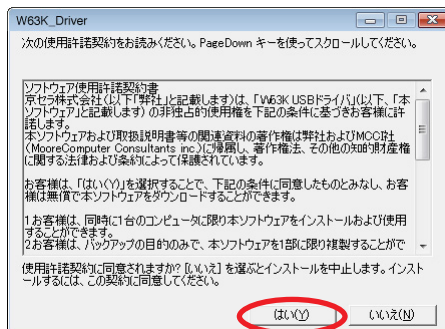 W63K_Driver
次の使用許諾契約をお読みください。PageDown キーを使ってスクロールしてください。
ソフトウェア使用許諾契約書
京セラ株式会社(以下「弊社」と記載します)は、「W63K USBドライバ」(以下、「本
ソフトウェア」と記載します) の非独占的使用権を下記の条件に基づきお客様に許
諾します。
本ソフトウェアおよび取扱説明書等の関連資料の著作権は弊社およびMCCI社
(MooreComputer Consultants inc.)に帰属し、著作権法、その他の知的財産権
に関する法律および条約によって保護されています。
お客様は、「はい(Y)」を選択することで、下記の条件に同意したものとみなし、お客
様は無償で本ソフトウェアをダウンロードすることができます。
1お客様は、同時に1台のコンピュータに限り本ソフトウェアをインストールおよび使用
することができます。
2お客様は、バックアップの目的のみで、本ソフトウェアを1部に限り複製することがで
使用許諾契約に同意されますか? [いいえ] を選ぶとインストールを中止します。インスト
ールするには、この契約に同意してください。
はい(Y)
いいえ(N)